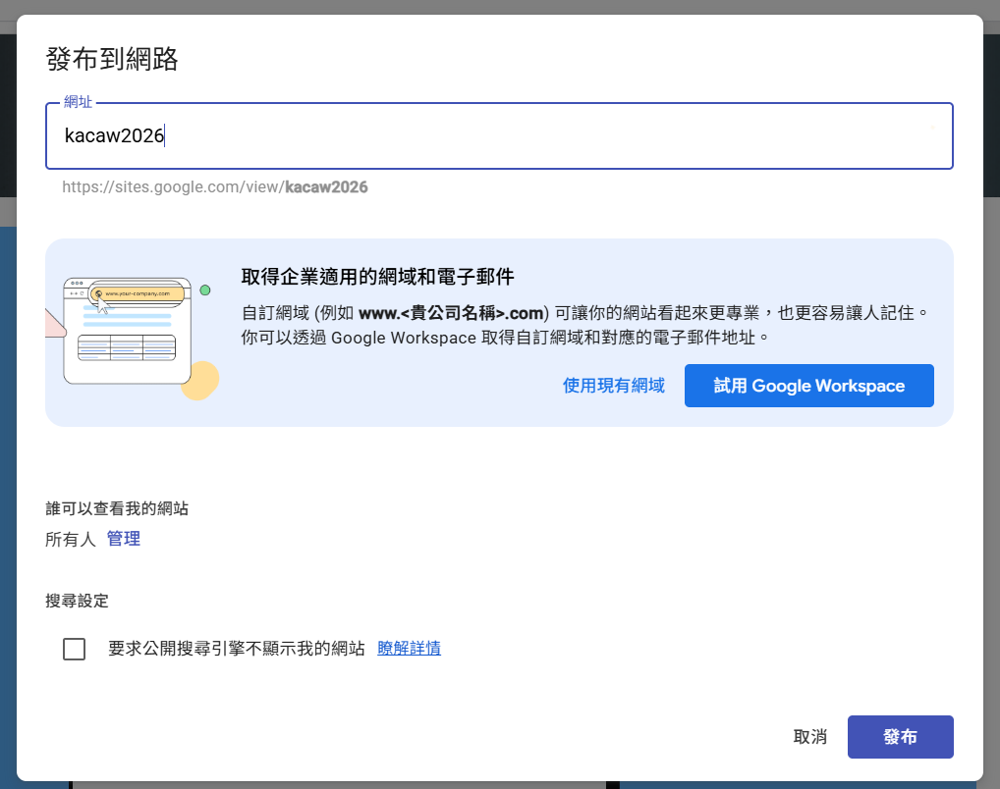 發布到網路
網址
kacaw2026
https://sites.google.com/view/kacaw2026
www.your-company.com
取得企業適用的網域和電子郵件
自訂網域 (例如 www.<貴公司名稱>.com) 可讓你的網站看起來更專業，也更容易讓人記住。
你可以透過 Google Workspace 取得自訂網域和對應的電子郵件地址。
使用現有網域 試用 Google Workspace
誰可以查看我的網站
所有人 管理
搜尋設定
要求公開搜尋引擎不顯示我的網站 瞭解詳情
取消 發布